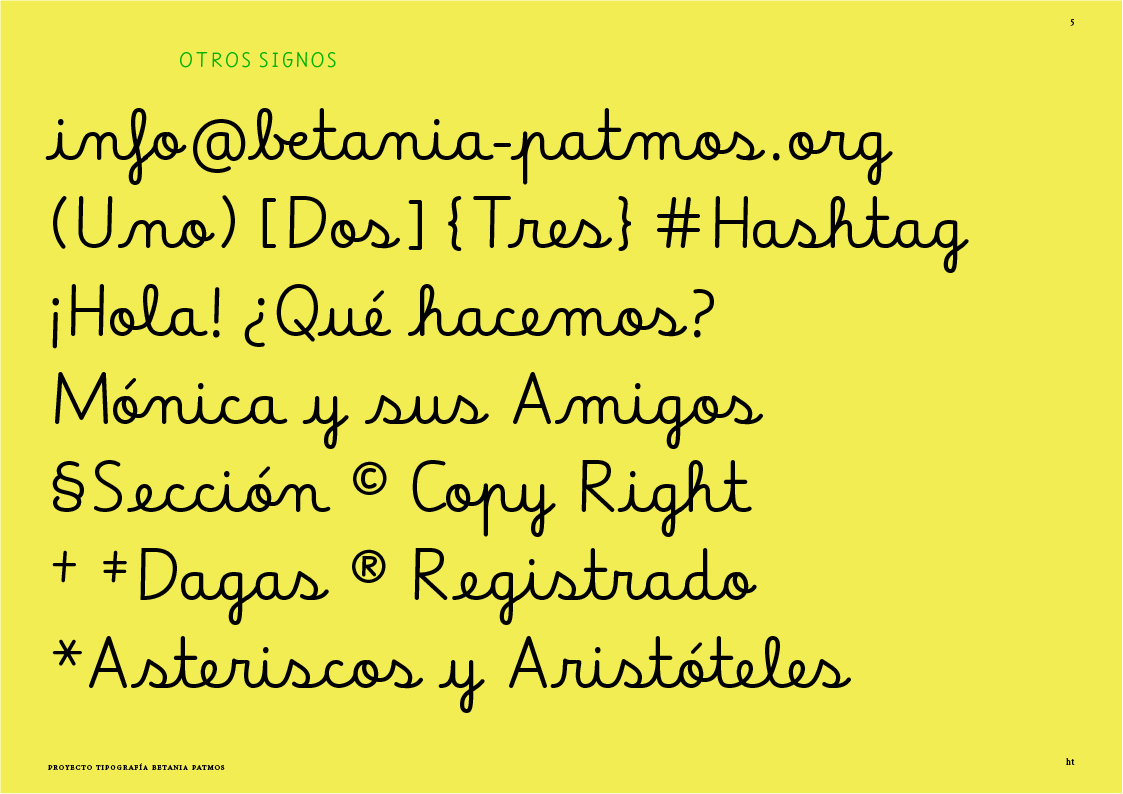 5
OTROS SIGNOS
info@betania-patmos.org
(Uno) [Dos] {Tres} #Hashtag
¡Hola! ¿Qué hacemos?
Mónica y sus Amigos
§Sección © Copy Right
† ‡Dagas ® Registrado
*Asteriscos y Aristóteles
PROYECTO TIPOGRAFÍA BETANIA PATMOS
ht